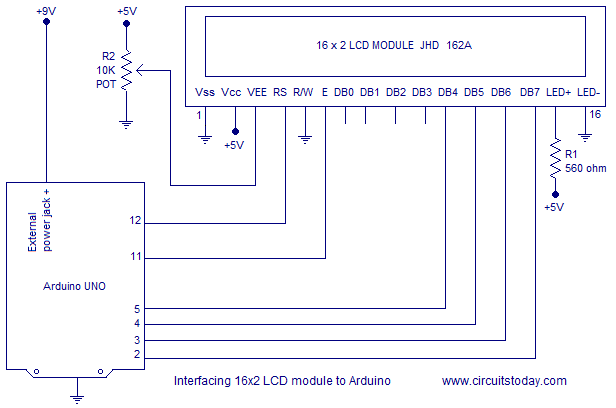 +9V
+5V
R2
10K
POT
16 x 2 LCD MODULE JHD 162A
Vss Vcc VEE RS R/W E DB0 DB1 DB2 DB3 DB4 DB5 DB6 DB7 LED+ LED-
1
16
+5V
R1
560 ohm
+5V
External
power jack +
12
11
Arduino UNO
5
4
3
2
Interfacing 16x2 LCD module to Arduino
www.circuitstoday.com